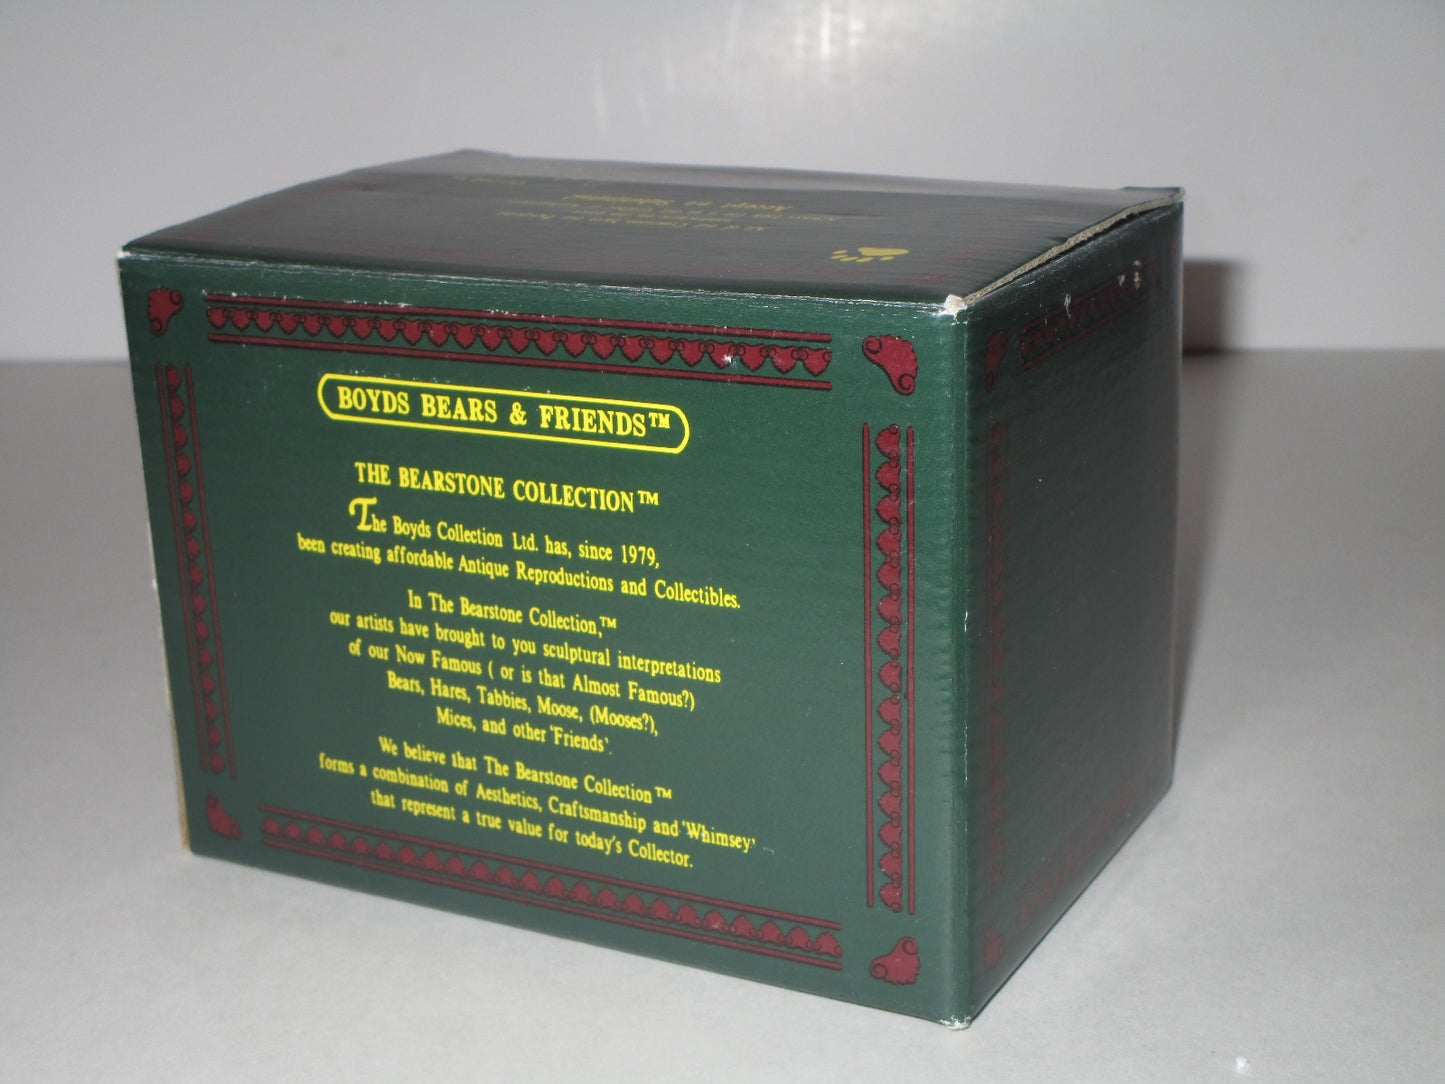 BOYDS BEARS & FRIENDS™
THE BEARSTONE COLLECTION™
The Boyds Collection Ltd. has, since 1979,
been creating affordable Antique Reproductions and Collectibles.
In The Bearstone Collection,™
our artists have brought to you sculptural interpretations
of our Now Famous ( or is that Almost Famous?)
Bears, Hares, Tabbies, Moose, (Mooses?),
Mices, and other 'Friends'.
We believe that The Bearstone Collection™
forms a combination of Aesthetics, Craftsmanship and 'Whimsey'
that represent a true value for today's Collector.
Accept no Substitutes!